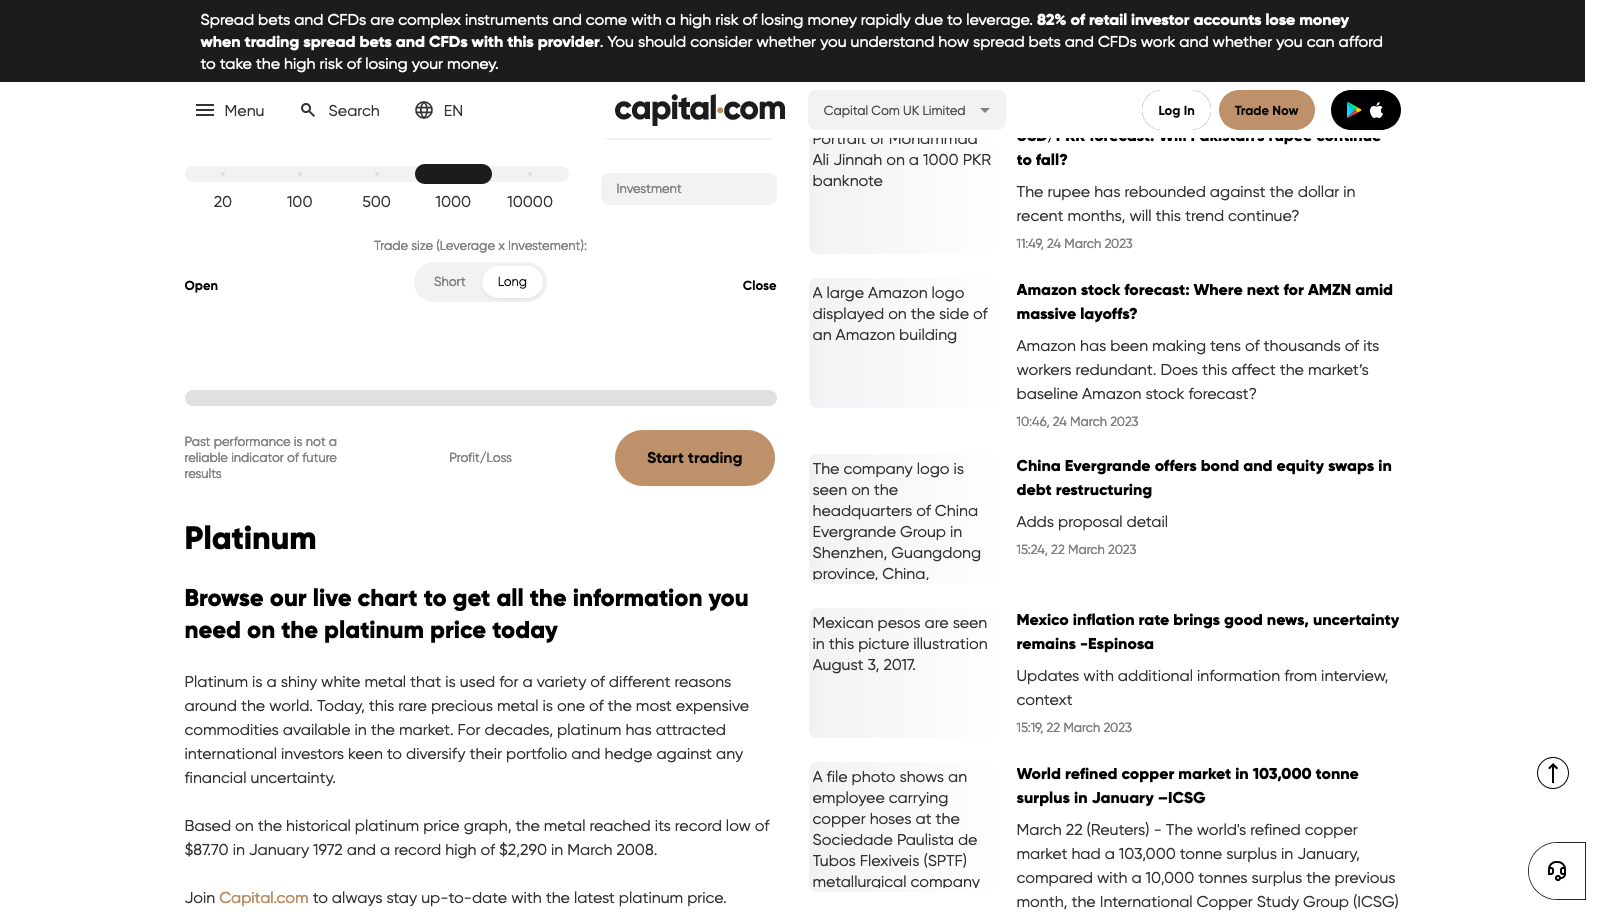 Spread bets and CFDs are complex instruments and come with a high risk of losing money rapidly due to leverage. 82% of retail investor accounts lose money
when trading spread bets and CFDs with this provider. You should consider whether you understand how spread bets and CFDs work and whether you can afford
to take the high risk of losing your money.
Menu
Search
EN
capital.com
Capital Com UK Limited
Log In
Trade Now
20
100
500
1000
10000
Investment
Trade size (Leverage x Investement):
Open
Short
Long
Close
Past performance is not a
reliable indicator of future
results
Profit/Loss
Start trading
Platinum
Browse our live chart to get all the information you
need on the platinum price today
Platinum is a shiny white metal that is used for a variety of different reasons
around the world. Today, this rare precious metal is one of the most expensive
commodities available in the market. For decades, platinum has attracted
international investors keen to diversify their portfolio and hedge against any
financial uncertainty.
Based on the historical platinum price graph, the metal reached its record low of
$87.70 in January 1972 and a record high of $2,290 in March 2008.
Join Capital.com to always stay up-to-date with the latest platinum price.
Portrait of Mohammad
Ali Jinnah on a 1000 PKR
banknote
USD/PKR forecast: Will Pakistan's rupee continue
to fall?
The rupee has rebounded against the dollar in
recent months, will this trend continue?
11:49, 24 March 2023
A large Amazon logo
displayed on the side of
an Amazon building
Amazon stock forecast: Where next for AMZN amid
massive layoffs?
Amazon has been making tens of thousands of its
workers redundant. Does this affect the market’s
baseline Amazon stock forecast?
10:46, 24 March 2023
The company logo is
seen on the
headquarters of China
Evergrande Group in
Shenzhen, Guangdong
province, China,
China Evergrande offers bond and equity swaps in
debt restructuring
Adds proposal detail
15:24, 22 March 2023
Mexican pesos are seen
in this picture illustration
August 3, 2017.
Mexico inflation rate brings good news, uncertainty
remains -Espinosa
Updates with additional information from interview,
context
15:19, 22 March 2023
A file photo shows an
employee carrying
copper hoses at the
Sociedade Paulista de
Tubos Flexiveis (SPTF)
metallurgical company
World refined copper market in 103,000 tonne
surplus in January –ICSG
March 22 (Reuters) - The world's refined copper
market had a 103,000 tonne surplus in January,
compared with a 10,000 tonnes surplus the previous
month, the International Copper Study Group (ICSG)